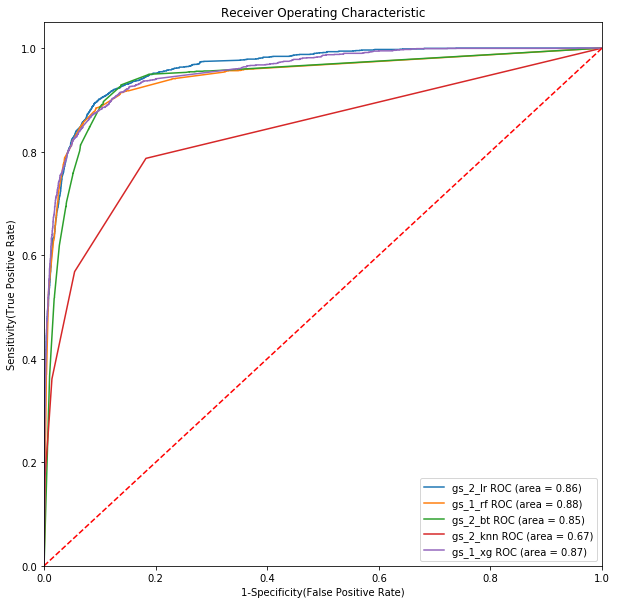 Receiver Operating Characteristic
Sensitivity(True Positive Rate)
1.0
0.8
0.6
0.4
0.2
0.0
0.0 0.2 0.4 0.6 0.8 1.0
1-Specificity(False Positive Rate)
gs_2_lr ROC (area = 0.86)
gs_1_rf ROC (area = 0.88)
gs_2_bt ROC (area = 0.85)
gs_2_knn ROC (area = 0.67)
gs_1_xg ROC (area = 0.87)